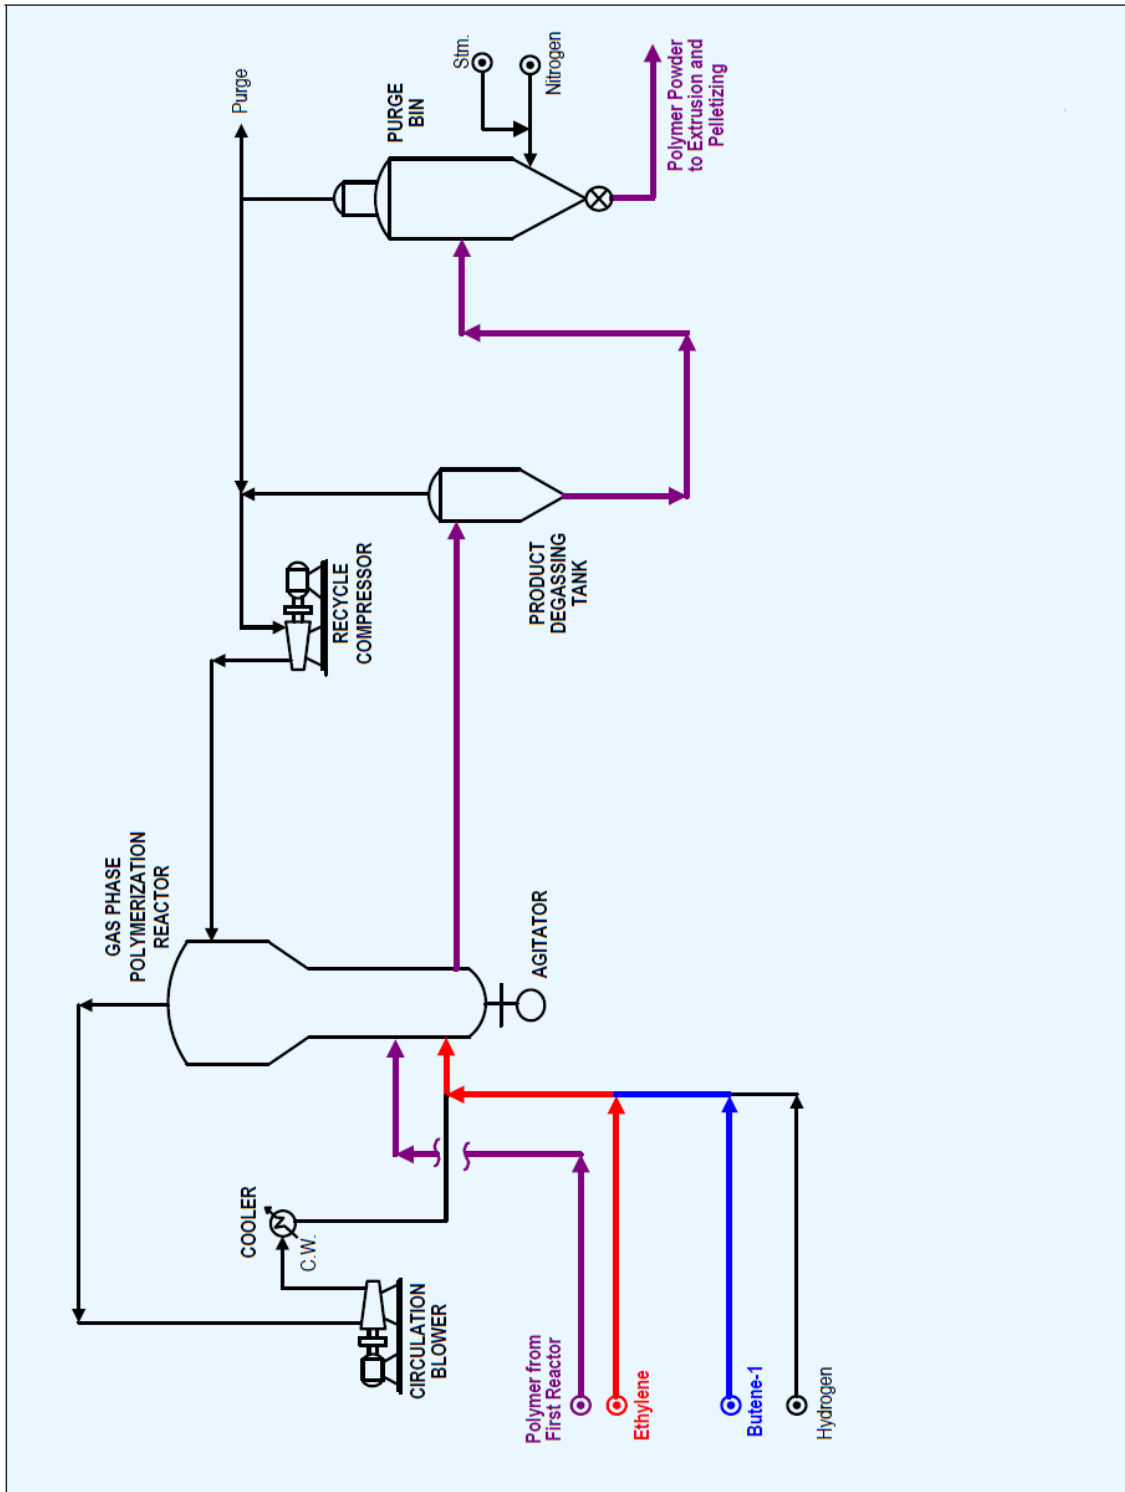 GAS PHASE
POLYMERIZATION
REACTOR
AGITATOR
COOLER
C.W.
CIRCULATION
BLOWER
Polymer from
First Reactor
Ethylene
Butene-1
Hydrogen
RECYCLE
COMPRESSOR
PRODUCT
DEGASSING
TANK
Purge
PURGE
BIN
Stm.
Nitrogen
Polymer Powder
to Extrusion and
Pelletizing